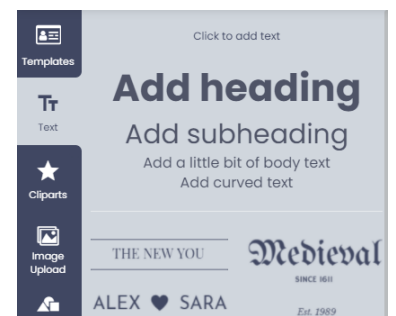 Templates
Text
Cliparts
Image
Upload
Click to add text
Add heading
Add subheading
Add a little bit of body text
Add curved text
THE NEW YOU
Medieval
SINCE 1611
ALEX SARA
Est. 1989